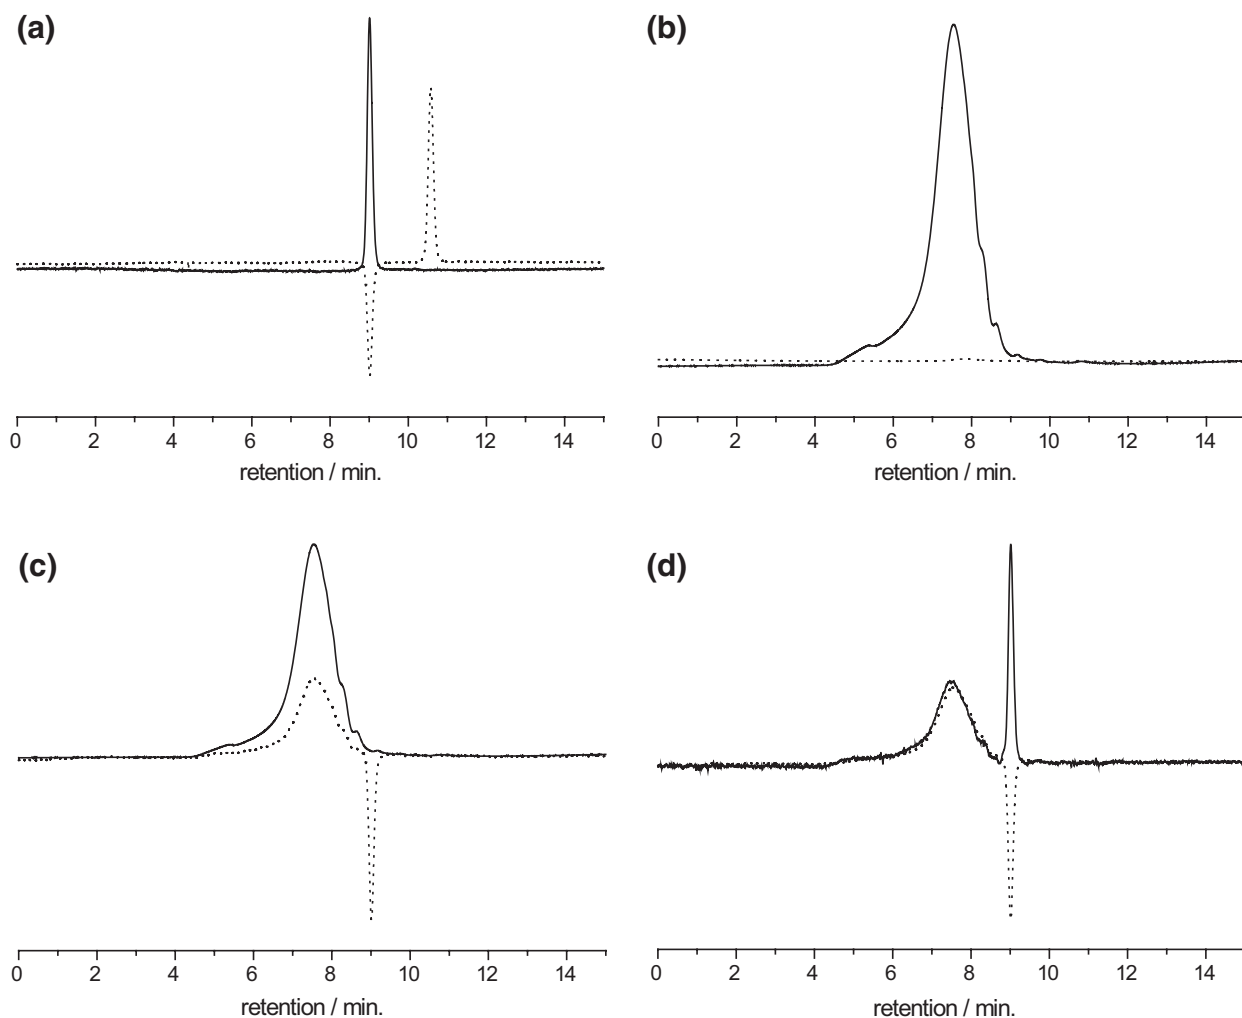 (a)
0 2 4 6 8 10 12 14
retention / min.
(b)
0 2 4 6 8 10 12 14
retention / min.
(c)
0 2 4 6 8 10 12 14
retention / min.
(d)
0 2 4 6 8 10 12 14
retention / min.